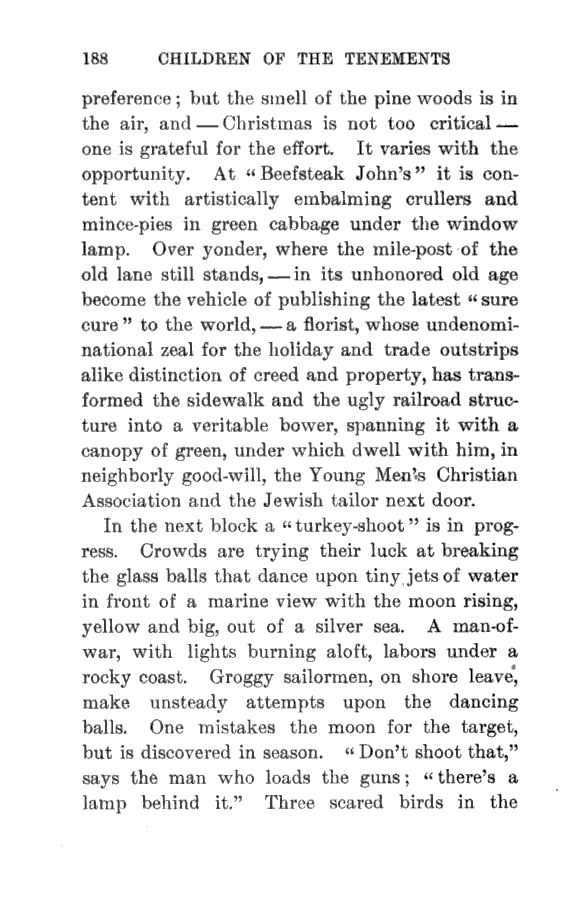 188 CHILDREN OF THE TENEMENTS
preference; but the smell of the pine woods is in
the air, and — Christmas is not too critical —
one is grateful for the effort. It varies with the
opportunity. At “Beefsteak John’s” it is con-
tent with artistically embalming crullers and
mince-pies in green cabbage under the window
lamp. Over yonder, where the mile-post of the
old lane still stands, — in its unhonored old age
become the vehicle of publishing the latest “sure
cure” to the world, — a florist, whose undenomi-
national zeal for the holiday and trade outstrips
alike distinction of creed and property, has trans-
formed the sidewalk and the ugly railroad struc-
ture into a veritable bower, spanning it with a
canopy of green, under which dwell with him, in
neighborly good-will, the Young Men’s Christian
Association and the Jewish tailor next door.
In the next block a “turkey-shoot” is in prog-
ress. Crowds are trying their luck at breaking
the glass balls that dance upon tiny jets of water
in front of a marine view with the moon rising,
yellow and big, out of a silver sea. A man-of-
war, with lights burning aloft, labors under a
rocky coast. Groggy sailormen, on shore leave,
make unsteady attempts upon the dancing
balls. One mistakes the moon for the target,
but is discovered in season. “Don’t shoot that,”
says the man who loads the guns; “there’s a
lamp behind it.” Three scared birds in the